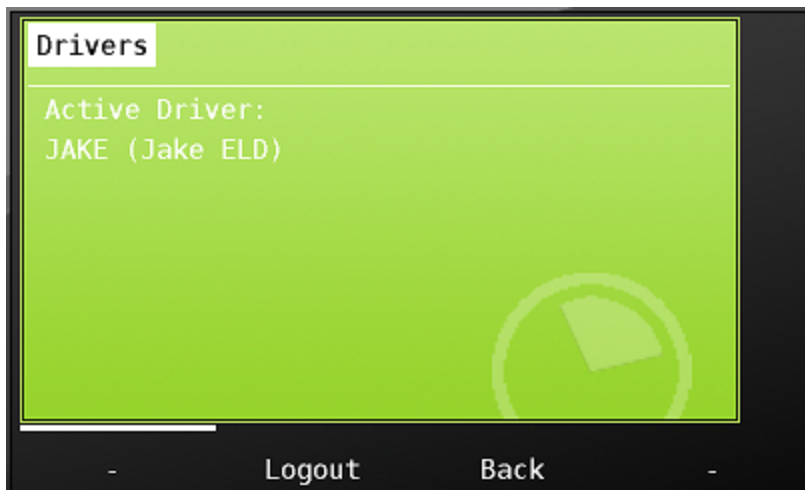 Drivers
Active Driver:
JAKE (Jake ELD)
- Logout Back -